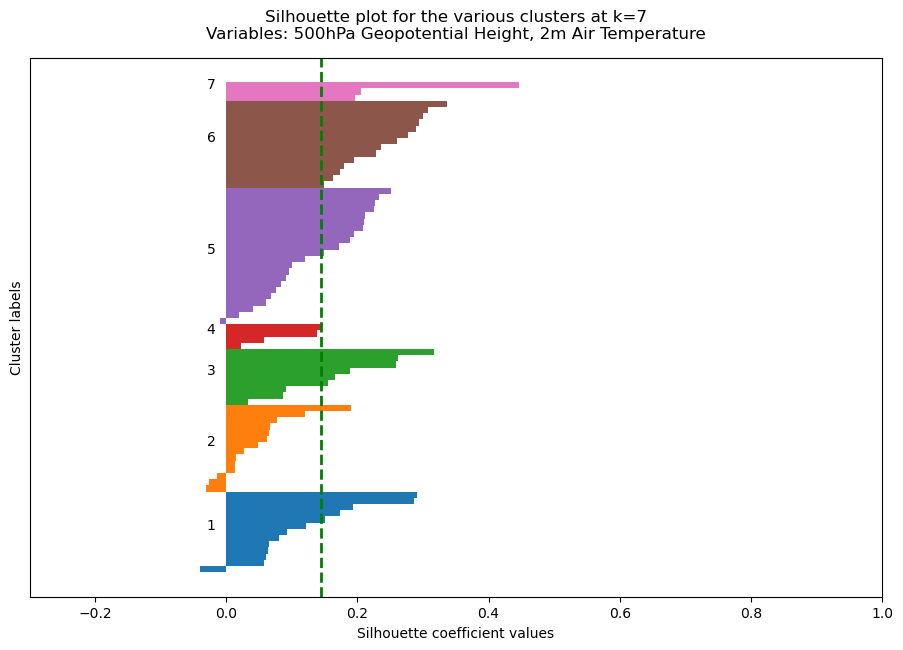 Silhouette plot for the various clusters at k=7
Variables: 500hPa Geopotential Height, 2m Air Temperature
7
6
5
4
3
2
1
Cluster labels
−0.2 0.0 0.2 0.4 0.6 0.8 1.0
Silhouette coefficient values